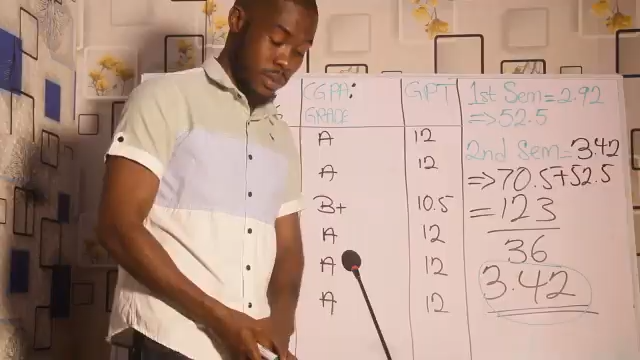 CGPA:
GRADE
GPT
A 12
A 12
B+ 10.5
A 12
A 12
A 12
1st Sem = 2.92
=> 52.5
2nd Sem = 3.42
=> 70.5 + 52.5
= 123
36
3.42